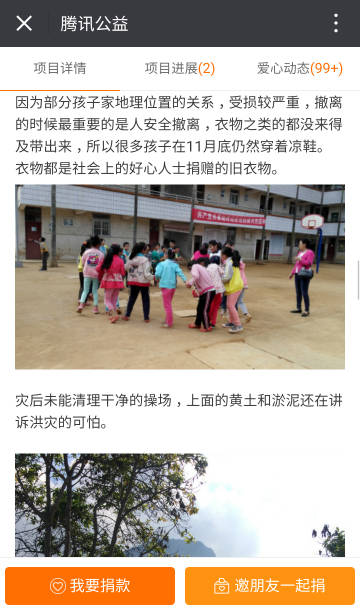 腾讯公益
项目详情 项目进展(2) 爱心动态(99+)
因为部分孩子家地理位置的关系，受损较严重，撤离
的时候最重要的是人安全撤离，衣物之类的都没来得
及带出来，所以很多孩子在11月底仍然穿着凉鞋。
衣物都是社会上的好心人士捐赠的旧衣物。
灾后未能清理干净的操场，上面的黄土和淤泥还在讲
诉洪灾的可怕。
我要捐款 邀朋友一起捐